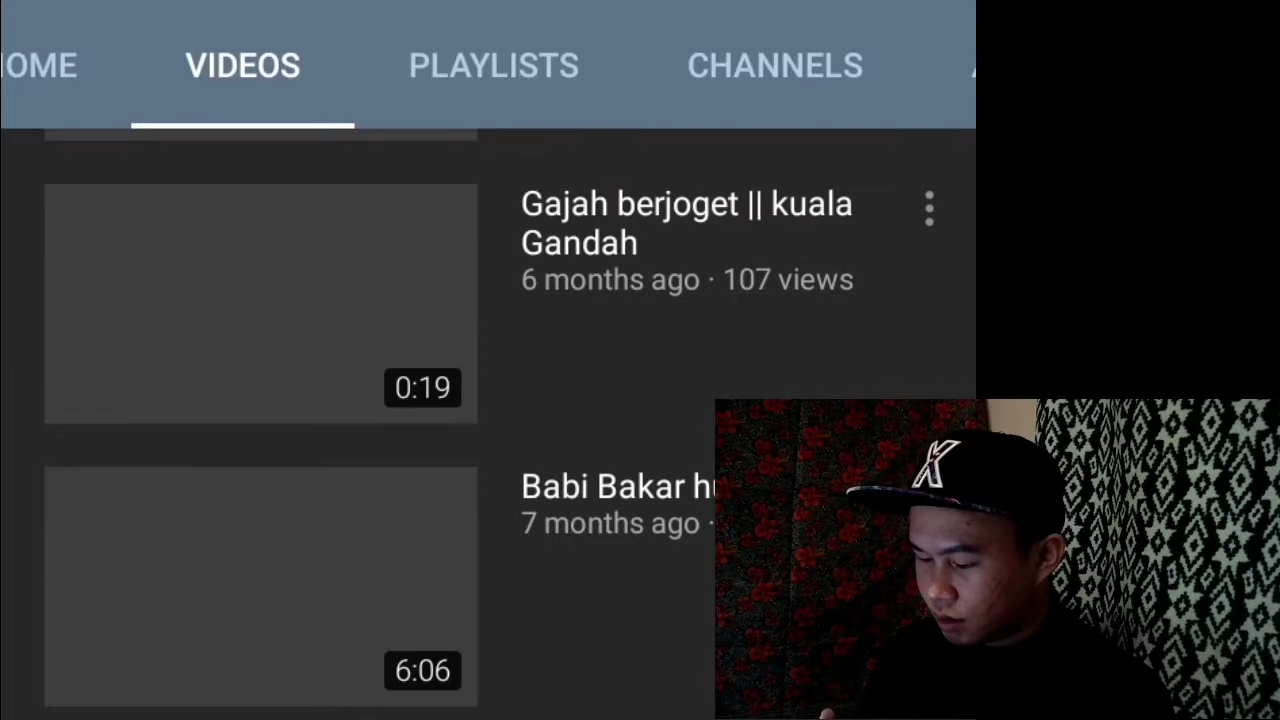 OME
VIDEOS
PLAYLISTS
CHANNELS
Gajah berjoget || kuala
Gandah
6 months ago · 107 views
0:19
Babi Bakar
7 months ago ·
6:06
X